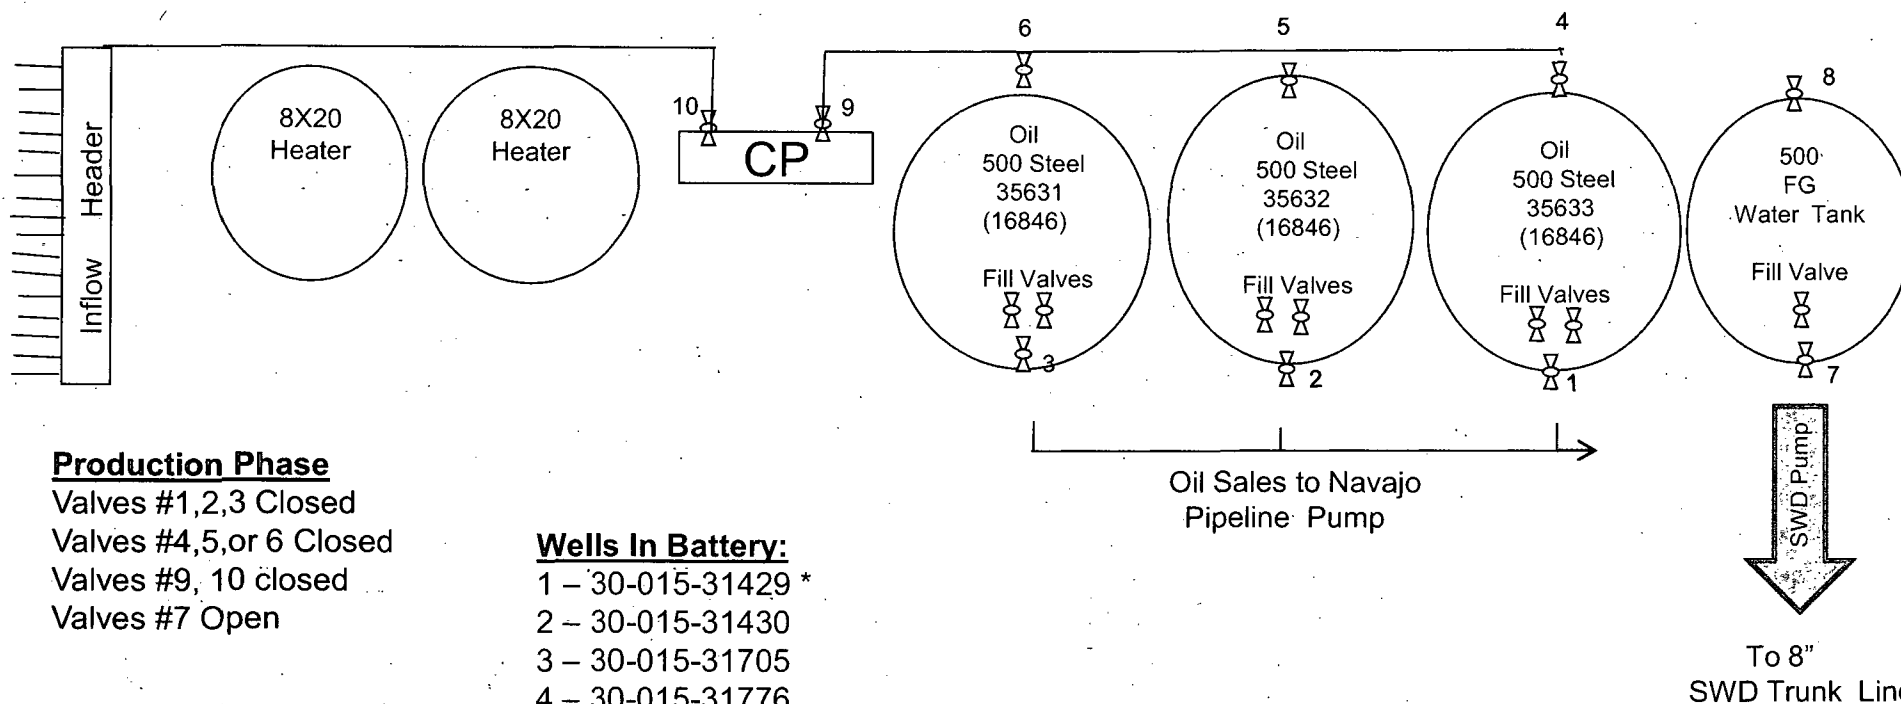 6
5
4
8X20
Heater
8X20
Heater
10
9
CP
8
Inflow Header
Oil
500 Steel
35631
(16846)
Fill Valves
3
Oil
500 Steel
35632
(16846)
Fill Valves
2
Oil
500 Steel
35633
(16846)
Fill Valves
1
500
FG
Water Tank
Fill Valve
7
Production Phase
Valves #1,2,3 Closed
Valves #4,5,or 6 Closed
Valves #9, 10 closed
Valves #7 Open
Wells In Battery:
1 – 30-015-31429 *
2 – 30-015-31430
3 – 30-015-31705
4 – 30-015-31776
Oil Sales to Navajo
Pipeline Pump
SWD Pump
To 8”
SWD Trunk Line